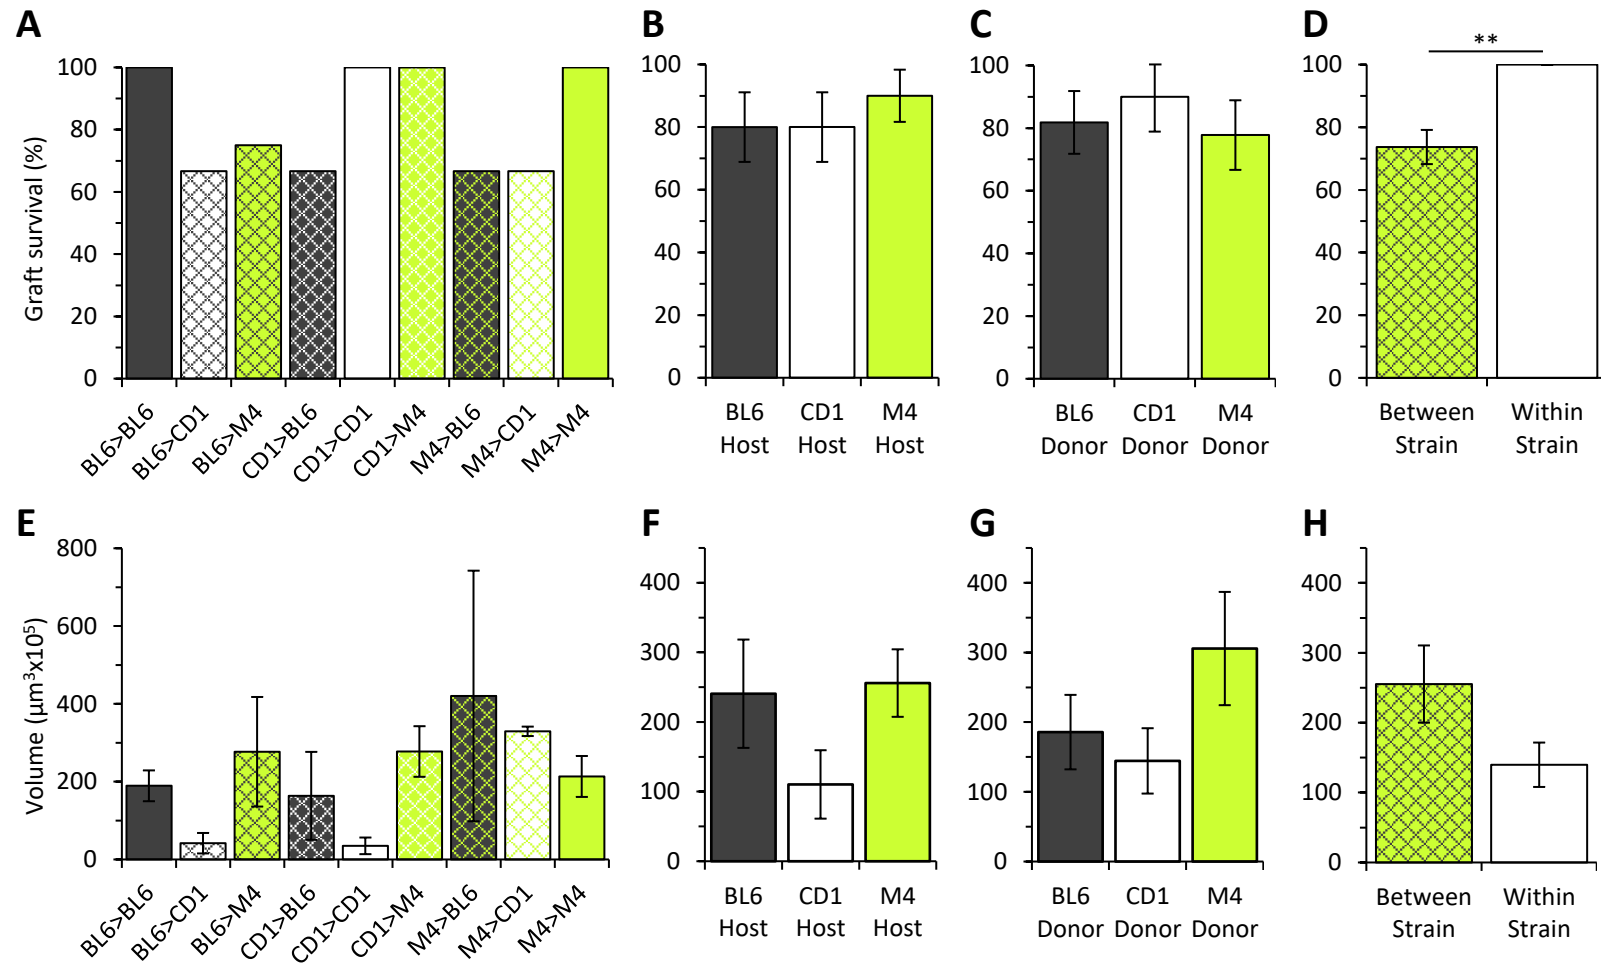 A
Graft survival (%)
100
80
60
40
20
0
BL6>BL6
BL6>CD1
BL6>M4
CD1>BL6
CD1>CD1
CD1>M4
M4>BL6
M4>CD1
M4>M4
B
100
80
60
40
20
0
BL6 CD1 M4
Host Host Host
C
100
80
60
40
20
0
BL6 CD1 M4
Donor Donor Donor
D
**
100
80
60
40
20
0
Between Within
Strain Strain
E
Volume (µm³x10⁵)
800
600
400
200
0
BL6>BL6
BL6>CD1
BL6>M4
CD1>BL6
CD1>CD1
CD1>M4
M4>BL6
M4>CD1
M4>M4
F
400
300
200
100
0
BL6 CD1 M4
Host Host Host
G
400
300
200
100
0
BL6 CD1 M4
Donor Donor Donor
H
400
300
200
100
0
Between Within
Strain Strain